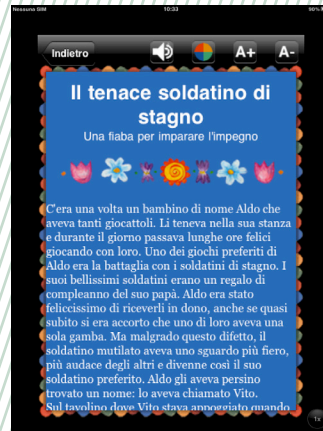 Nessuna SIM 10:33 90%
Indietro A+ A-
Il tenace soldatino di
stagno
Una fiaba per imparare l'impegno
C'era una volta un bambino di nome Aldo che
aveva tanti giocattoli. Li teneva nella sua stanza
e durante il giorno passava lunghe ore felici
giocando con loro. Uno dei giochi preferiti di
Aldo era la battaglia con i soldatini di stagno. I
suoi bellissimi soldatini erano un regalo di
compleanno del suo papà. Aldo era stato
feliccissimo di riceverli in dono, anche se quasi
subito si era accorto che uno di loro aveva una
sola gamba. Ma malgrado questo difetto, il
soldatino mutilato aveva uno sguardo più fiero,
più audace degli altri e divenne così il suo
soldatino preferito. Aldo gli aveva persino
trovato un nome: lo aveva chiamato Vito.
Sul tavolino dove Vito stava appoggiato quando
1x